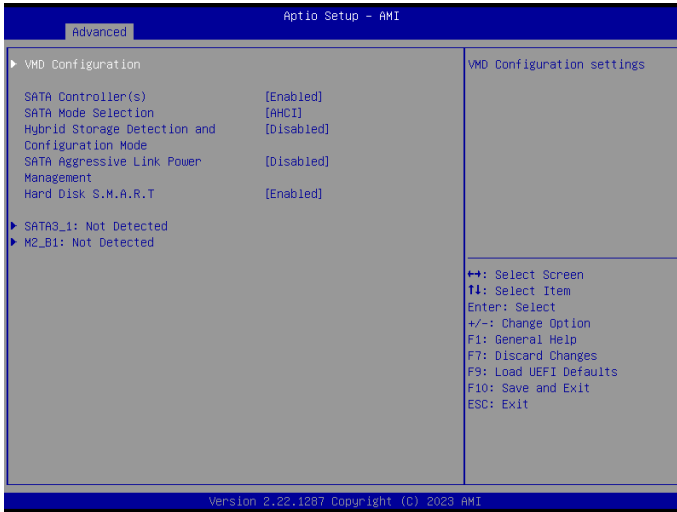 Aptio Setup - AMI
Advanced
VMD Configuration
VMD Configuration settings
SATA Controller(s) [Enabled]
SATA Mode Selection [AHCI]
Hybrid Storage Detection and [Disabled]
Configuration Mode
SATA Aggressive Link Power [Disabled]
Management
Hard Disk S.M.A.R.T [Enabled]
SATA3_1: Not Detected
M2_B1: Not Detected
↔: Select Screen
↑↓: Select Item
Enter: Select
+/-: Change Option
F1: General Help
F7: Discard Changes
F9: Load UEFI Defaults
F10: Save and Exit
ESC: Exit
Version 2.22.1287 Copyright (C) 2023 AMI